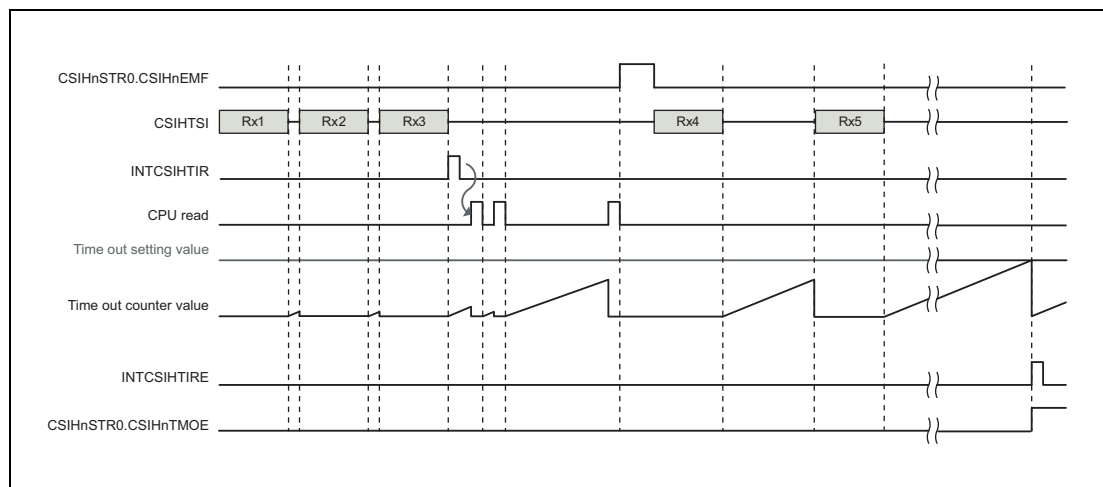 CSIHnSTR0.CSIHnEMF
CSIHTSI
Rx1
Rx2
Rx3
Rx4
Rx5
INTCSIHTIR
CPU read
Time out setting value
Time out counter value
INTCSIHTIRE
CSIHnSTR0.CSIHnTMOE